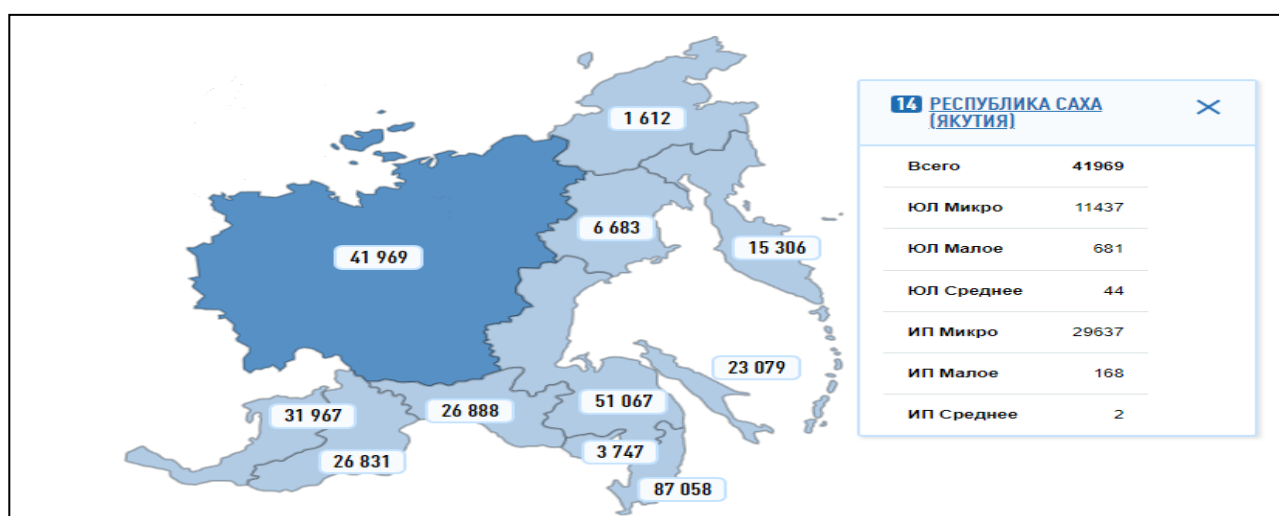 1 612
6 683
15 306
41 969
23 079
51 067
26 888
31 967
3 747
26 831
87 058
14 РЕСПУБЛИКА САХА
(ЯКУТИЯ)
Всего 41969
ЮЛ Микро 11437
ЮЛ Малое 681
ЮЛ Среднее 44
ИП Микро 29637
ИП Малое 168
ИП Среднее 2